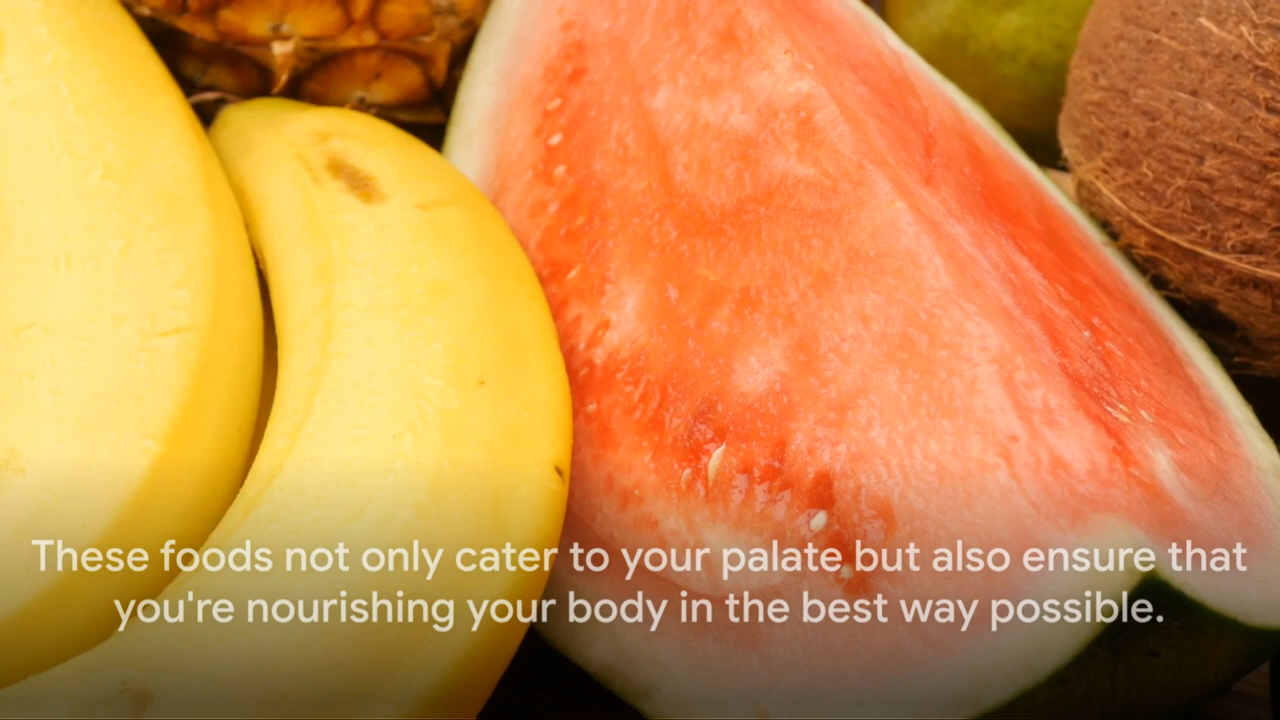 These foods not only cater to your palate but also ensure that
you're nourishing your body in the best way possible.